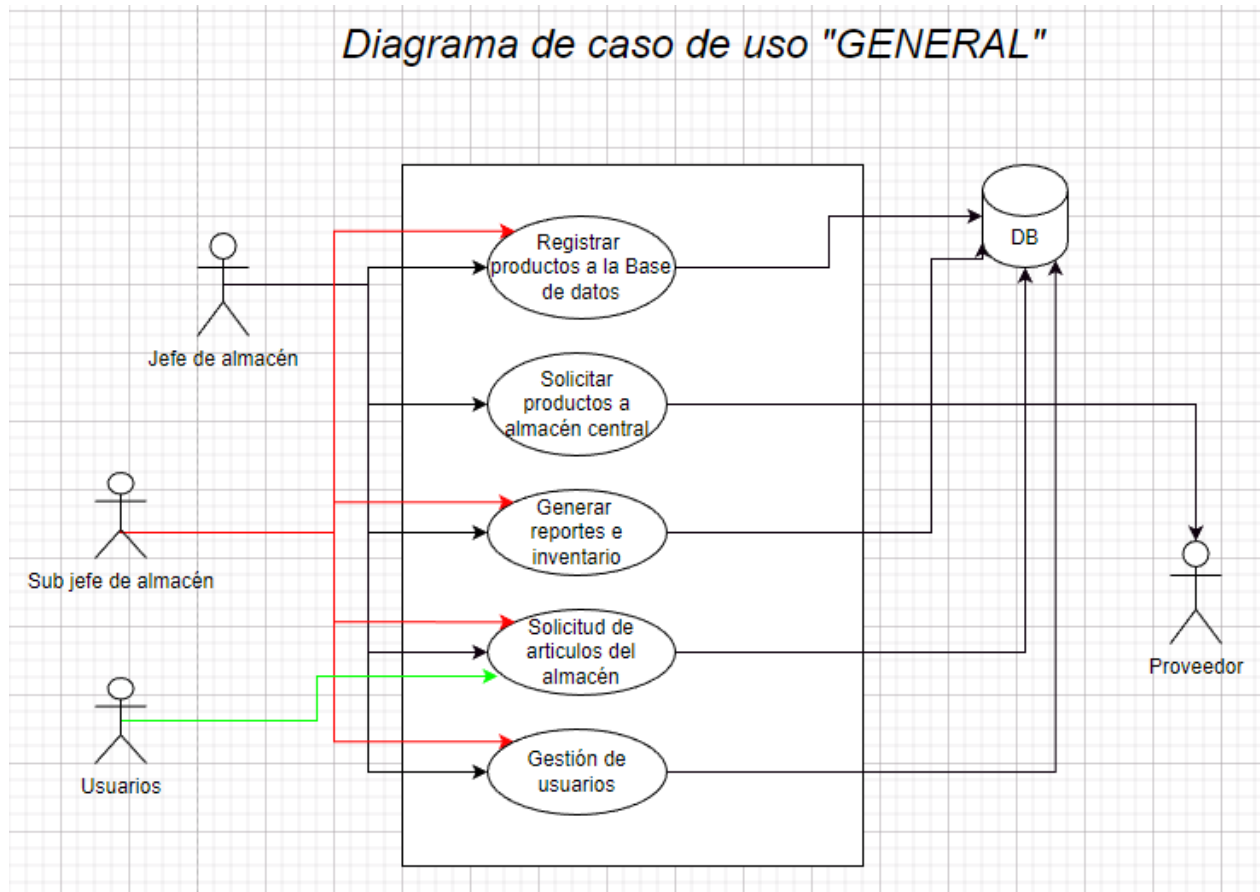 Diagrama de caso de uso "GENERAL"
DB
Registrar
productos a la Base
de datos
Jefe de almacén
Solicitar
productos a
almacén central
Generar
reportes e
inventario
Sub jefe de almacén
Solicitud de
articulos del
almacén
Proveedor
Gestión de
usuarios
Usuarios